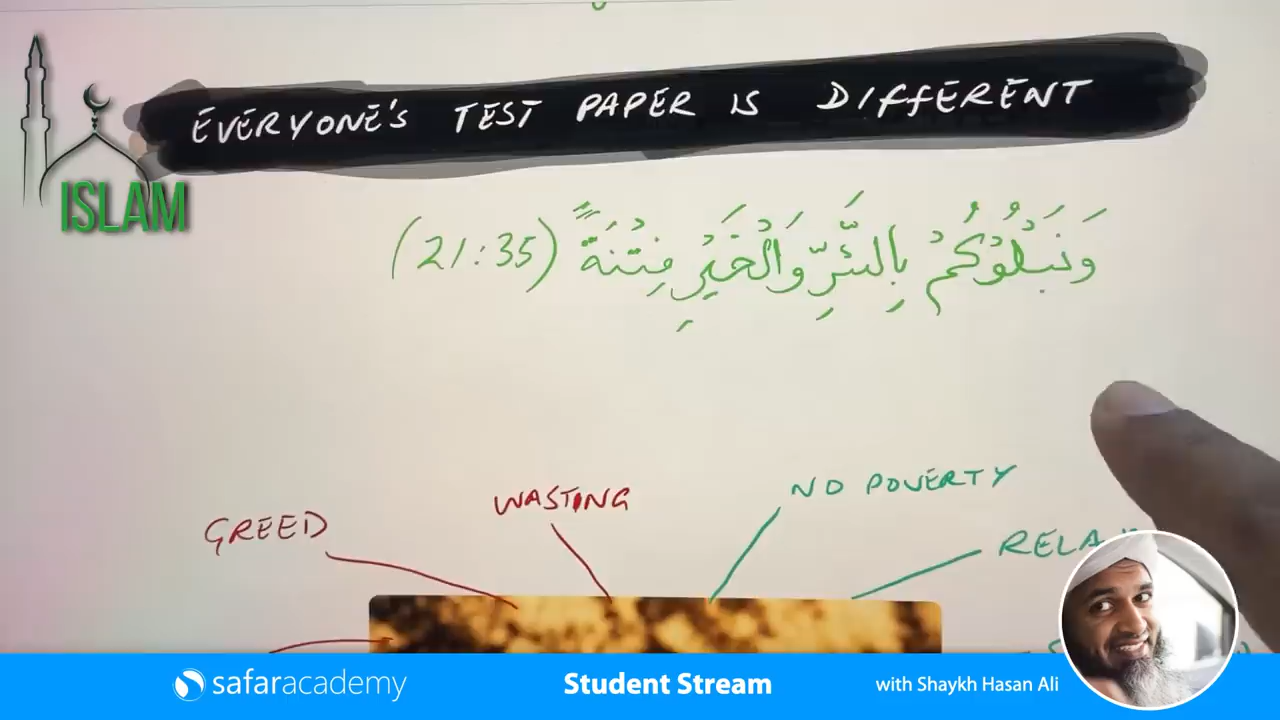 EVERYONE'S TEST PAPER IS DIFFERENT
ISLAM
وَنَبْلُوْكُمْ بِالشَّرِّ وَالْخَيْرِ فِتْنَةً (21:35)
WASTING
NO POVERTY
GREED
safaracademy
Student Stream
with Shaykh Hasan Ali